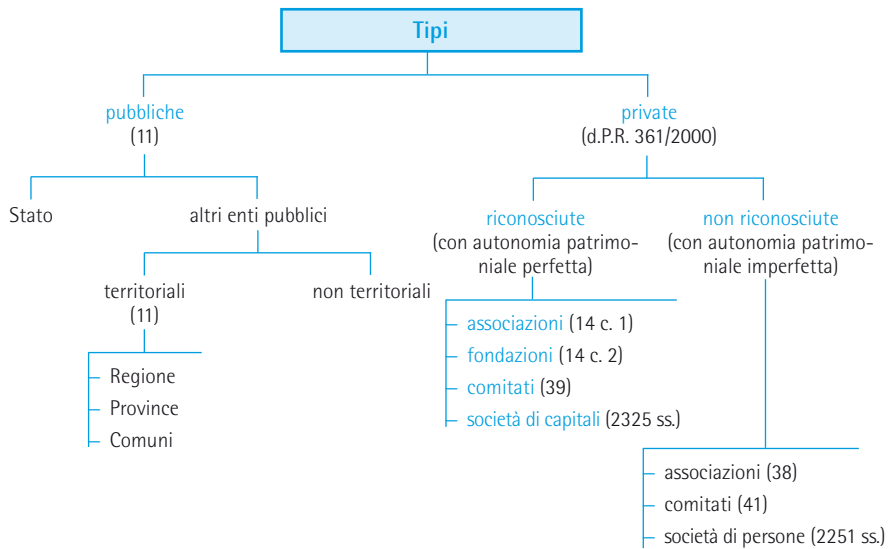 Tipi
pubbliche
(11)
private
(d.P.R. 361/2000)
Stato
altri enti pubblici
riconosciute
(con autonomia patrimo-
niale perfetta)
non riconosciute
(con autonomia patrimo-
niale imperfetta)
territoriali
(11)
non territoriali
Regione
Province
Comuni
associazioni (14 c. 1)
fondazioni (14 c. 2)
comitati (39)
società di capitali (2325 ss.)
associazioni (38)
comitati (41)
società di persone (2251 ss.)